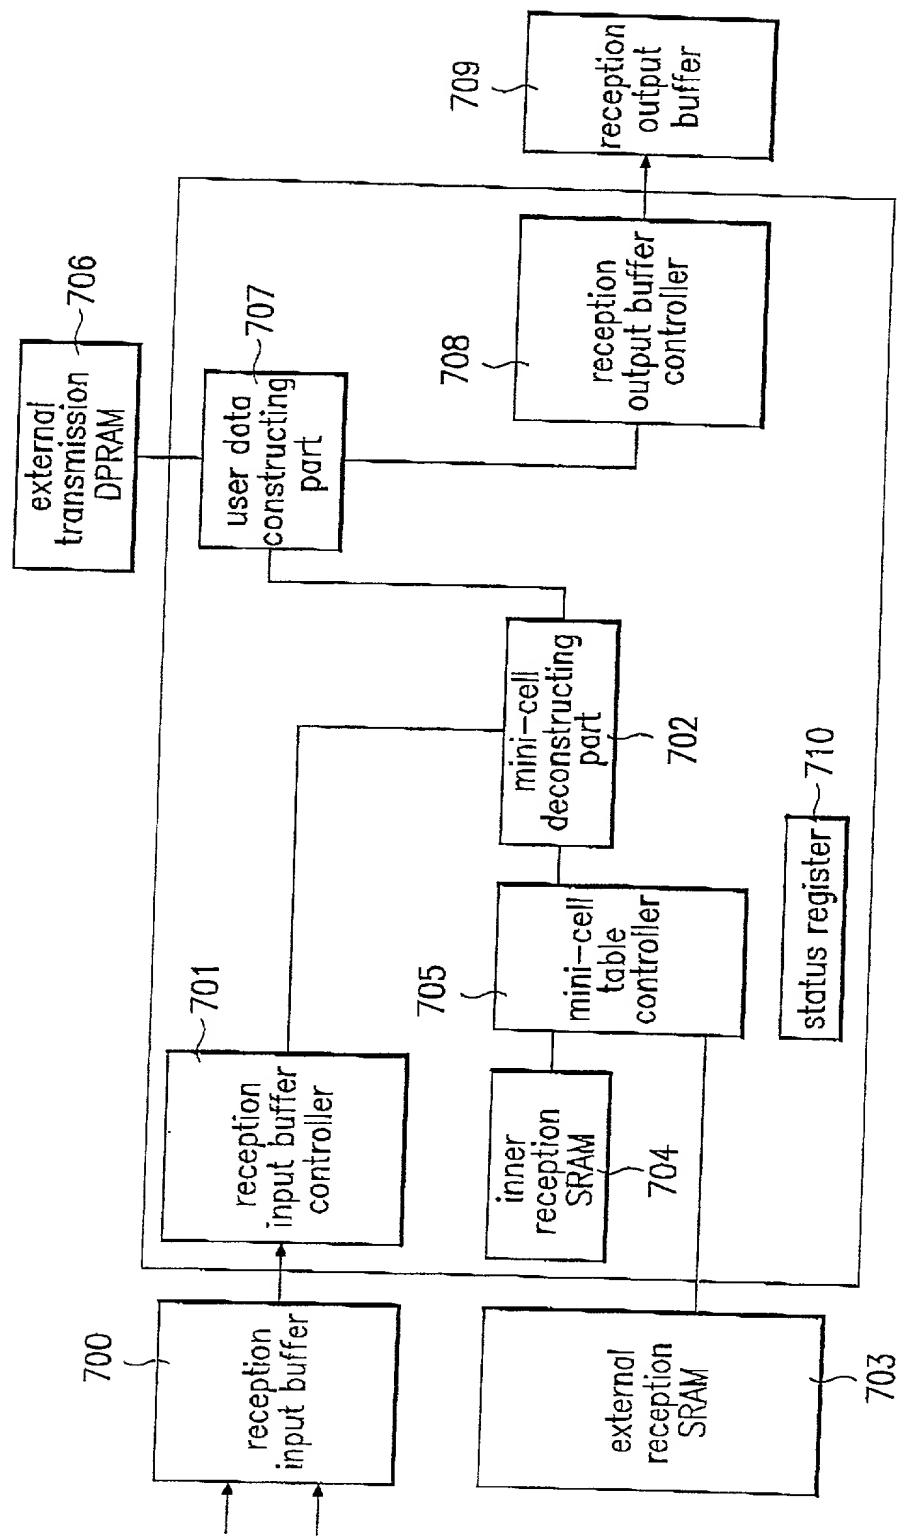 700
reception
input buffer
701
reception
input buffer
controller
external
transmission
DPRAM
706
user data
constructing
part
707
709
reception
output
buffer
708
reception
output buffer
controller
mini-cell
deconstructing
part
702
705
mini-cell
table
controller
inner
reception
SRAM
704
external
reception
SRAM
703
status register
710